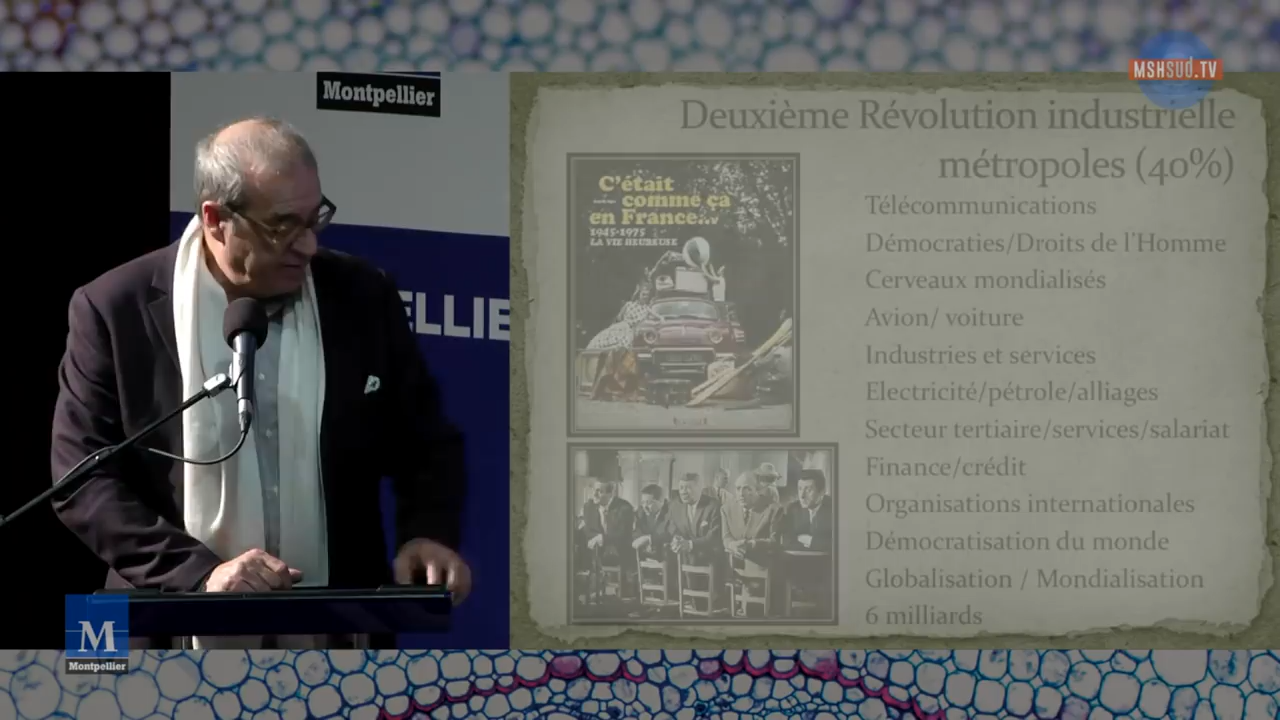 MSHSUD.TV
Montpellier
ELLIE
M
Montpellier
Deuxième Révolution industrielle
métropoles (40%)
C'était
comme ça
en France...
1945-1975
LA VIE HEUREUSE
Télécommunications
Démocraties/Droits de l'Homme
Cerveaux mondialisés
Avion/ voiture
Industries et services
Electricité/pétrole/alliages
Secteur tertiaire/services/salariat
Finance/crédit
Organisations internationales
Démocratisation du monde
Globalisation / Mondialisation
6 milliards